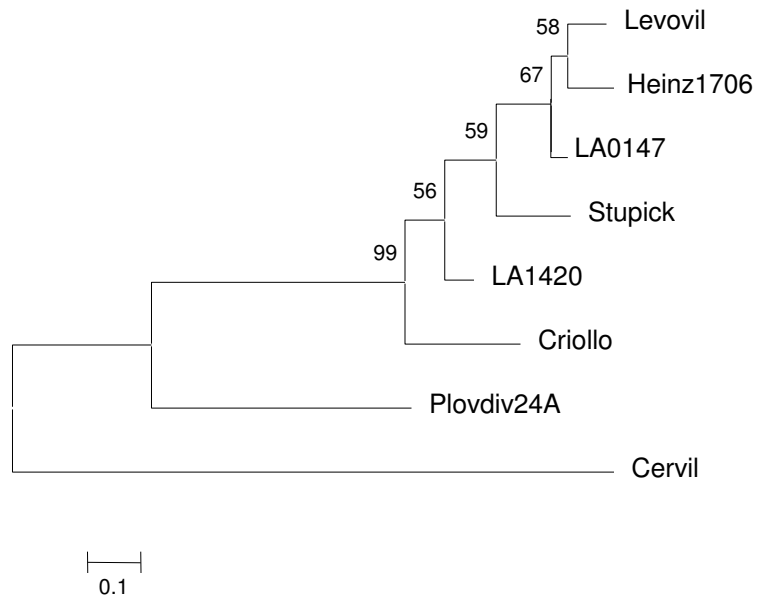 58
Levovil
67
Heinz1706
59
LA0147
56
Stupick
99
LA1420
Criollo
Plovdiv24A
Cervil
0.1